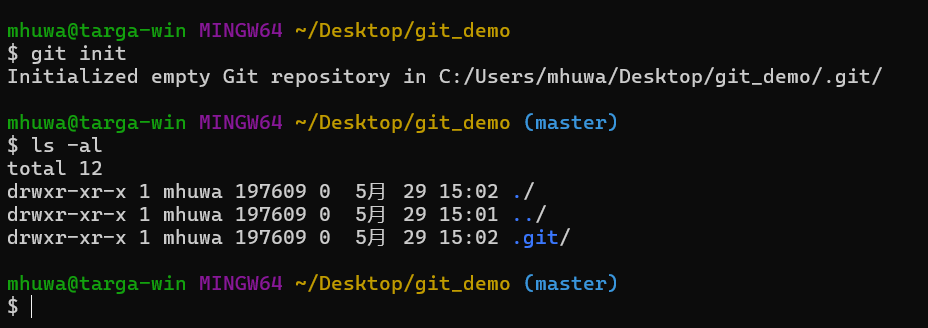 mhuwa@targa-win MINGW64 ~/Desktop/git_demo
$ git init
Initialized empty Git repository in C:/Users/mhuwa/Desktop/git_demo/.git/
mhuwa@targa-win MINGW64 ~/Desktop/git_demo (master)
$ ls -al
total 12
drwxr-xr-x 1 mhuwa 197609 0  5月 29 15:02 ./
drwxr-xr-x 1 mhuwa 197609 0  5月 29 15:01 ../
drwxr-xr-x 1 mhuwa 197609 0  5月 29 15:02 .git/
mhuwa@targa-win MINGW64 ~/Desktop/git_demo (master)
$